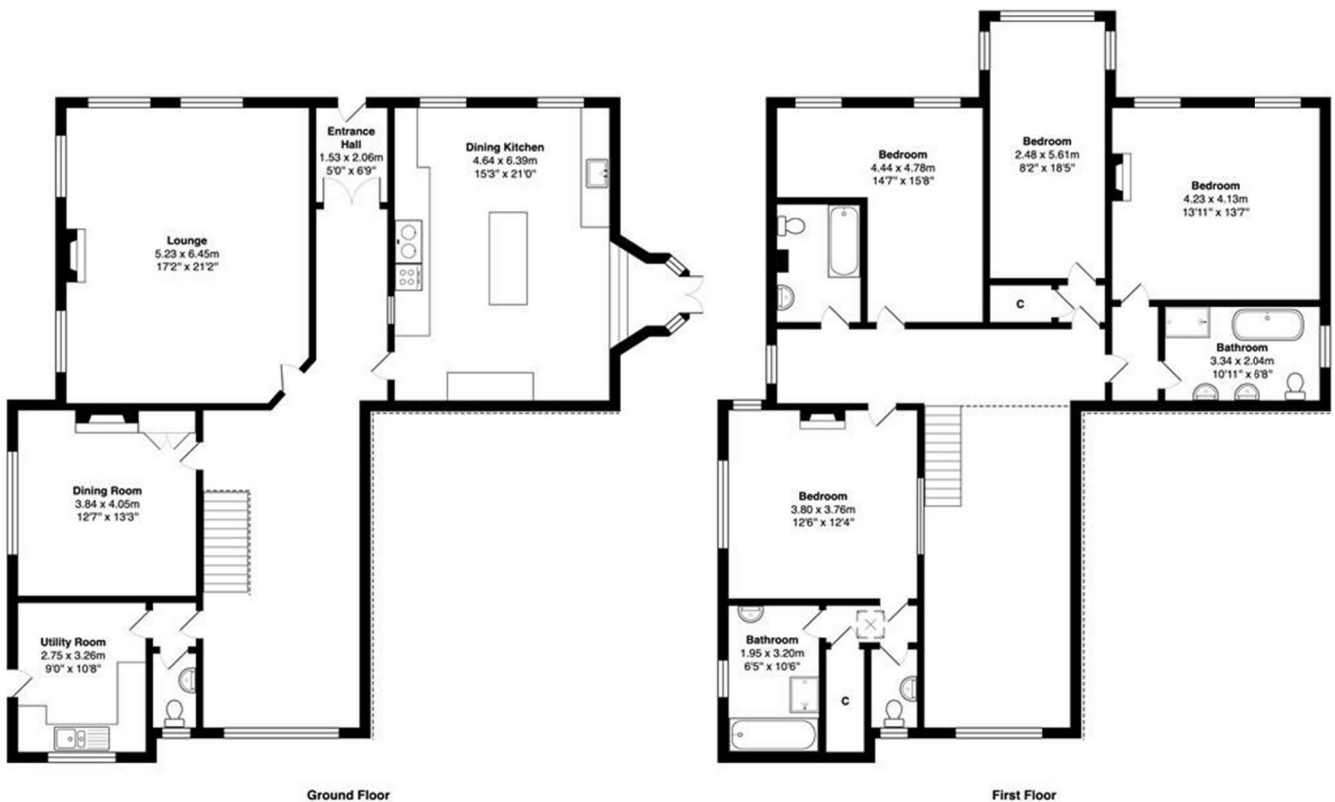 Entrance
Hall
1.53 x 2.06m
5'0" x 6'9"
Dining Kitchen
4.64 x 6.39m
15'3" x 21'0"
Lounge
5.23 x 6.45m
17'2" x 21'2"
Dining Room
3.84 x 4.05m
12'7" x 13'3"
Utility Room
2.75 x 3.26m
9'0" x 10'8"
Ground Floor
Bedroom
4.44 x 4.78m
14'7" x 15'8"
Bedroom
2.48 x 5.61m
8'2" x 18'5"
Bedroom
4.23 x 4.13m
13'11" x 13'7"
C
Bathroom
3.34 x 2.04m
10'11" x 6'8"
Bedroom
3.80 x 3.76m
12'6" x 12'4"
Bathroom
1.95 x 3.20m
6'5" x 10'6"
C
First Floor